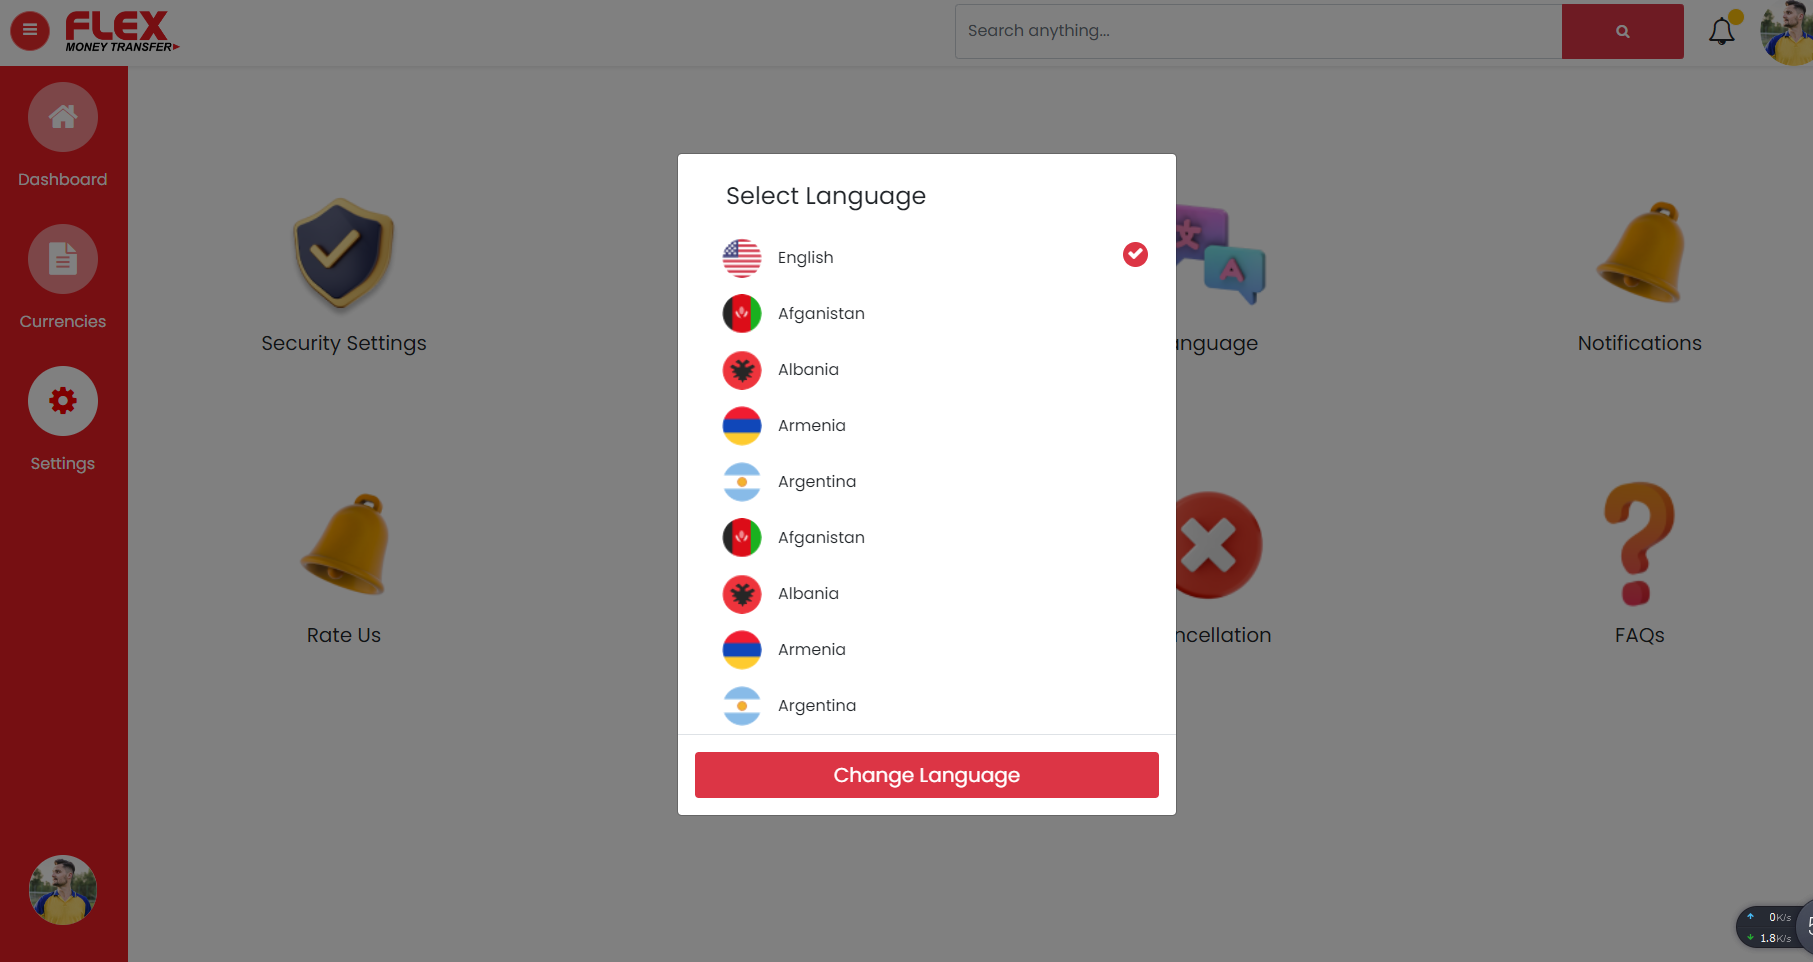 FLEX
MONEY TRANSFER
Search anything...
Dashboard
Currencies
Settings
Security Settings
anguage
Notifications
Rate Us
ncellation
FAQs
Select Language
English
Afganistan
Albania
Armenia
Argentina
Afganistan
Albania
Armenia
Argentina
Change Language
0K/s
1.8K/s